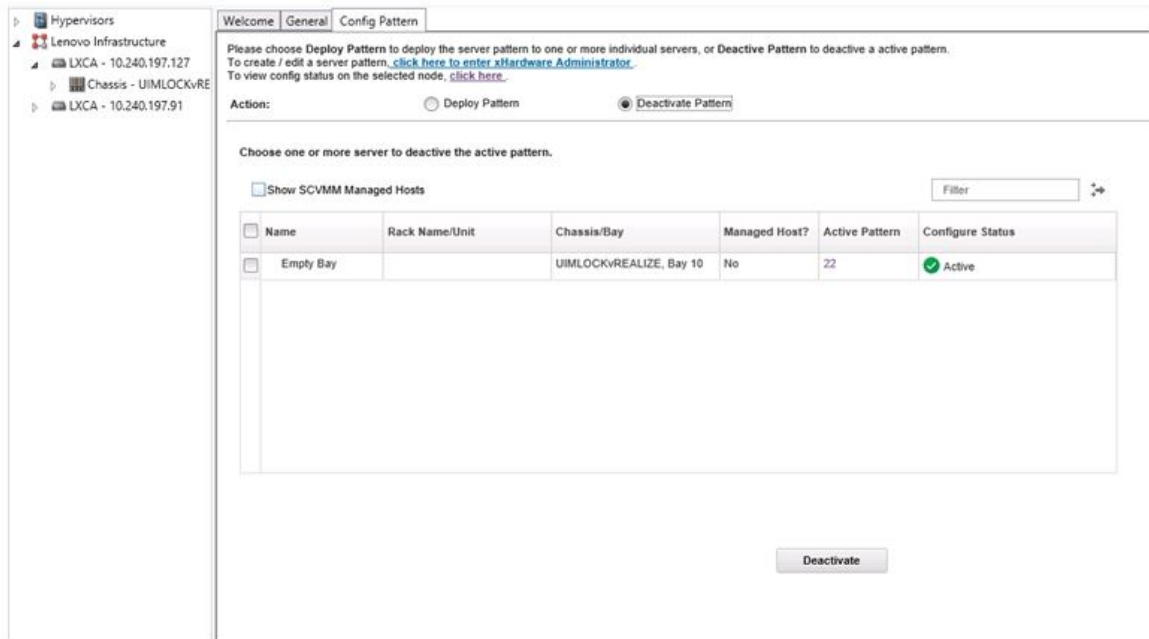 Hypervisors
Lenovo Infrastructure
LXCA - 10.240.197.127
Chassis - UIMLOCKvRE
LXCA - 10.240.197.91
Welcome General Config Pattern
Please choose Deploy Pattern to deploy the server pattern to one or more individual servers, or Deactive Pattern to deactive a active pattern.
To create / edit a server pattern, click here to enter xHardware Administrator.
To view config status on the selected node, click here.
Action: Deploy Pattern Deactivate Pattern
Choose one or more server to deactive the active pattern.
Show SCVMM Managed Hosts Filter
Name Rack Name/Unit Chassis/Bay Managed Host? Active Pattern Configure Status
Empty Bay UIMLOCKvREALIZE, Bay 10 No 22 Active
Deactivate